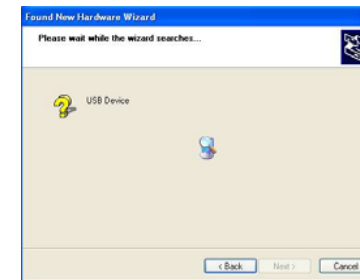 Found New Hardware Wizard
Please wait while the wizard searches...
USB Device
< Back
Next >
Cancel